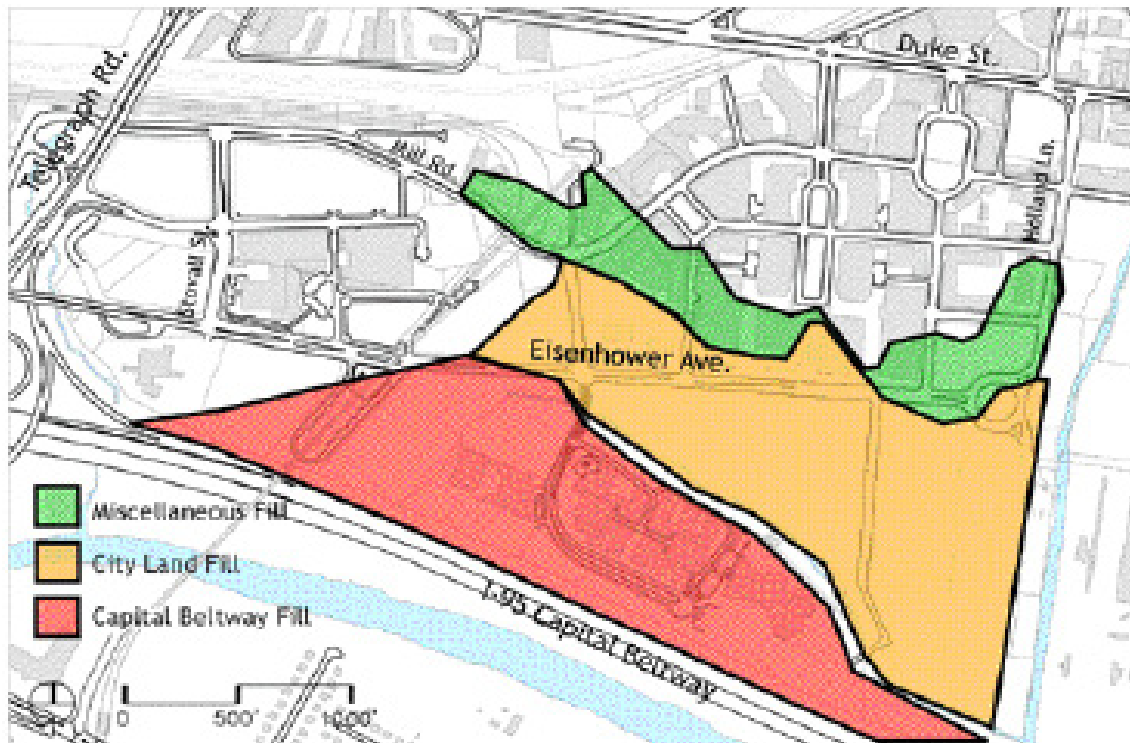 Duke St.
Telegraph Rd.
Mill Rd.
Holland Ln.
Stovall St.
Eisenhower Ave.
Miscellaneous Fill
City Land Fill
Capital Beltway Fill
I-95 Capital Beltway
0 500' 1000'